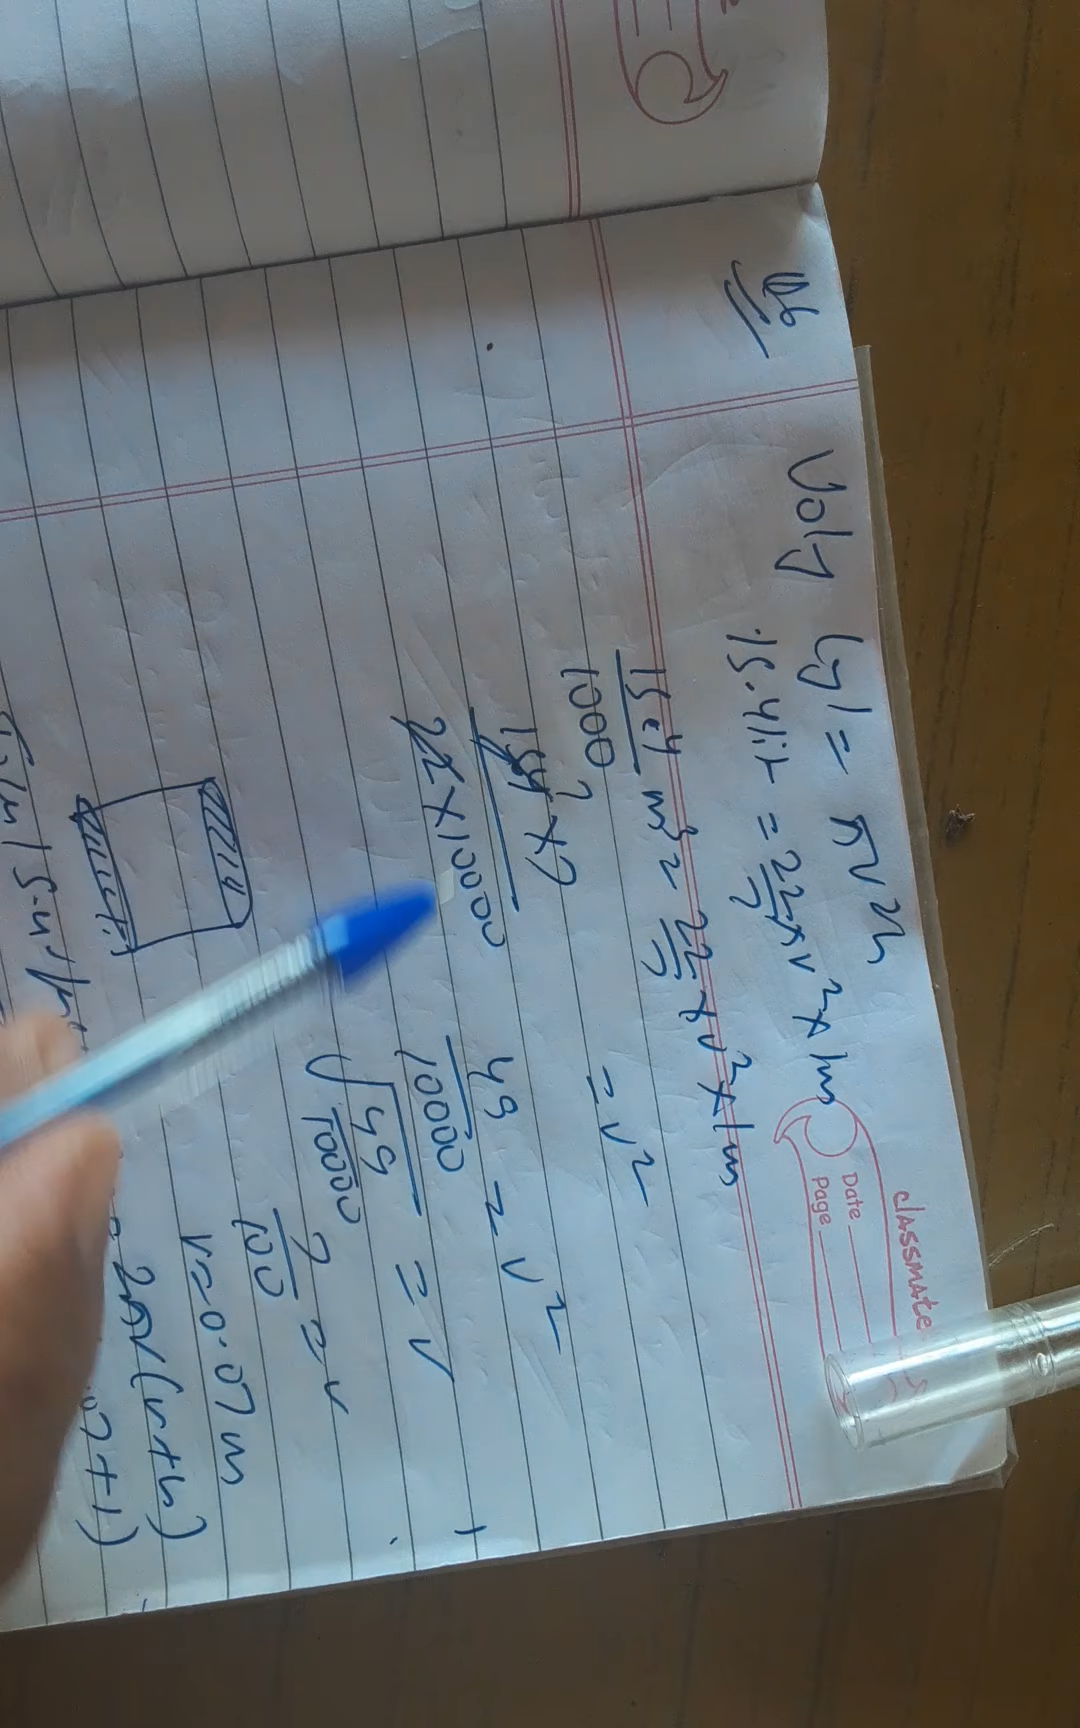 classmate
Date
Page
Q6
Vol of Cyl = πr²h
15.4 lit = 22/7 × r² × 1m
15.4/1000 m³ = 22/7 × r² × 1m
154 × 7 / 22 × 10000 = r²
49/10000 = r²
√49/10000 = r
7/100 = r
r = 0.07 m
2πr(r+h)
07+1)